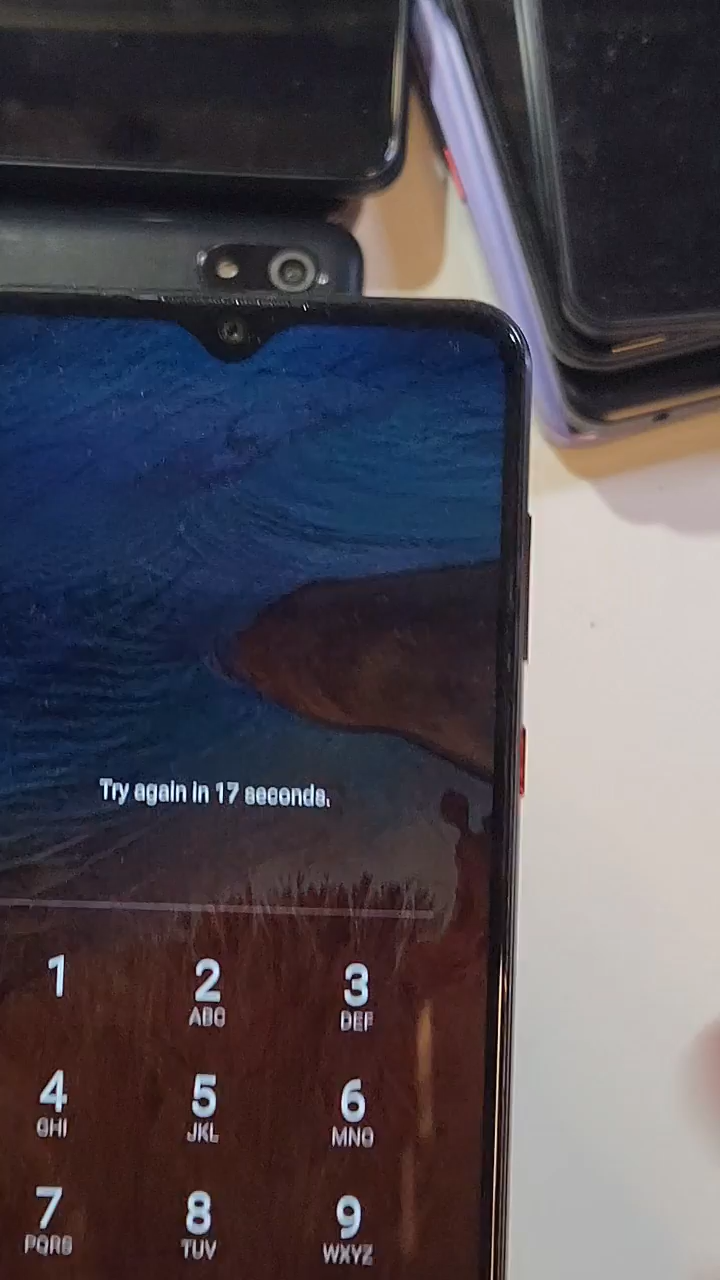 Try again in 17 seconds.
1 2 3
ABC DEF
4 5 6
GHI JKL MNO
7 8 9
PQRS TUV WXYZ